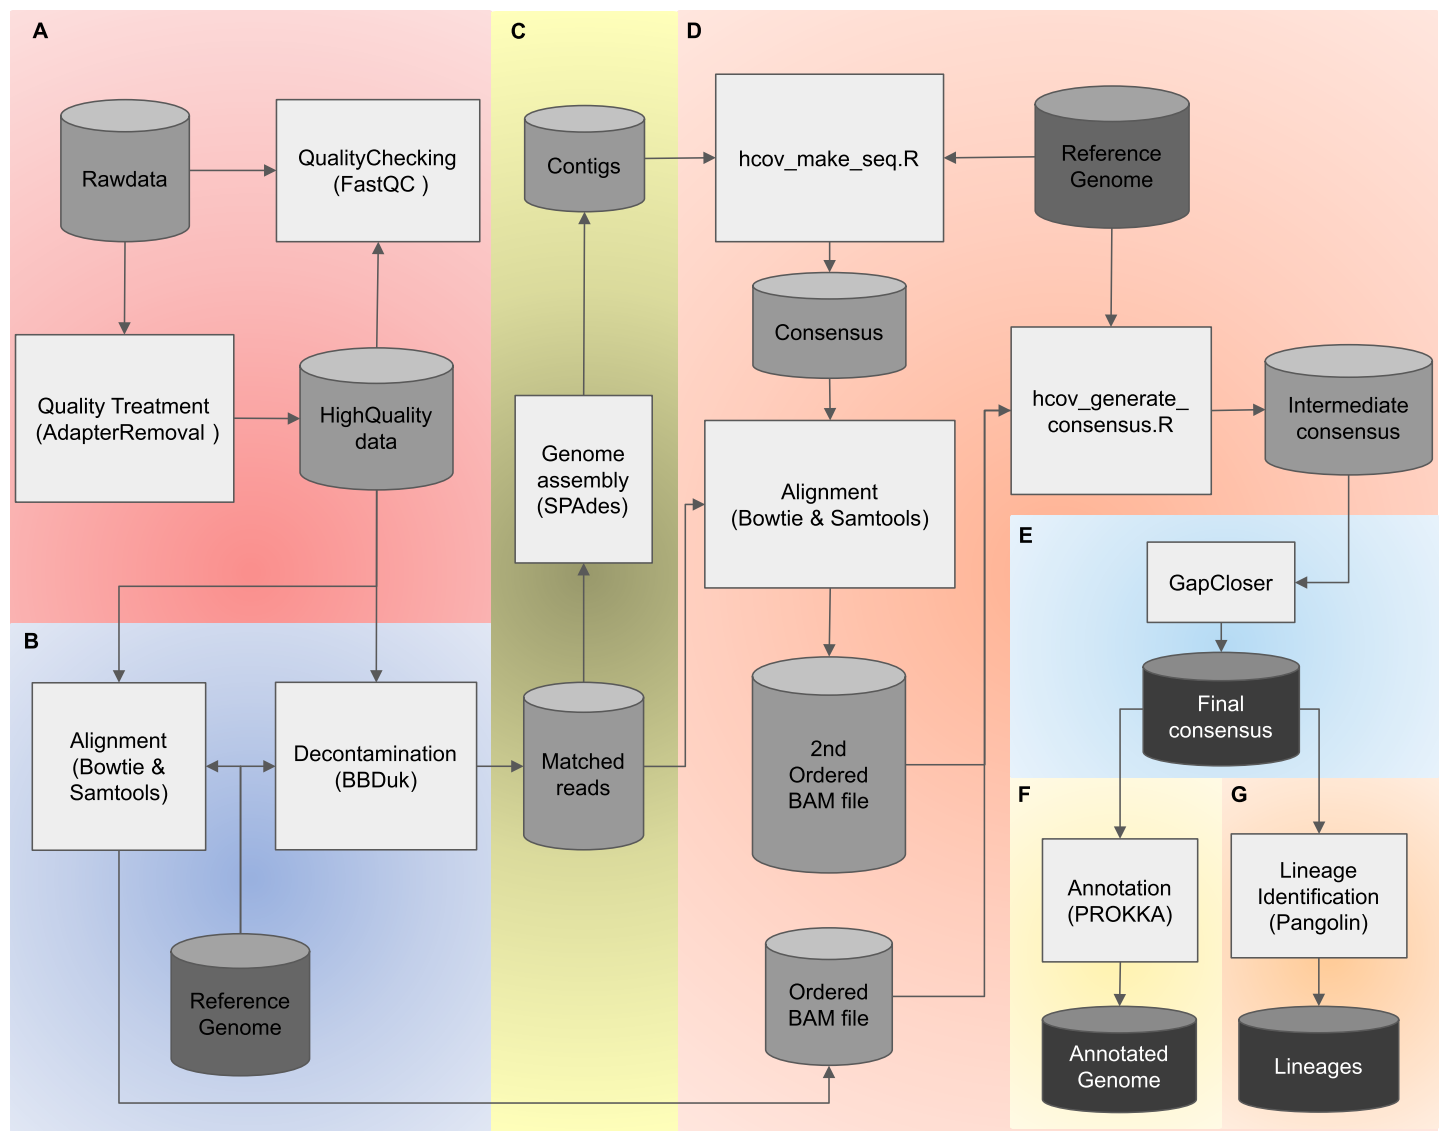 A
Rawdata
QualityChecking
(FastQC )
Quality Treatment
(AdapterRemoval )
HighQuality
data
B
Alignment
(Bowtie &
Samtools)
Decontamination
(BBDuk)
Reference
Genome
C
Contigs
Genome
assembly
(SPAdes)
Matched
reads
D
hcov_make_seq.R
Reference
Genome
Consensus
hcov_generate_
consensus.R
Intermediate
consensus
Alignment
(Bowtie & Samtools)
2nd
Ordered
BAM file
Ordered
BAM file
E
GapCloser
Final
consensus
F
Annotation
(PROKKA)
Annotated
Genome
G
Lineage
Identification
(Pangolin)
Lineages